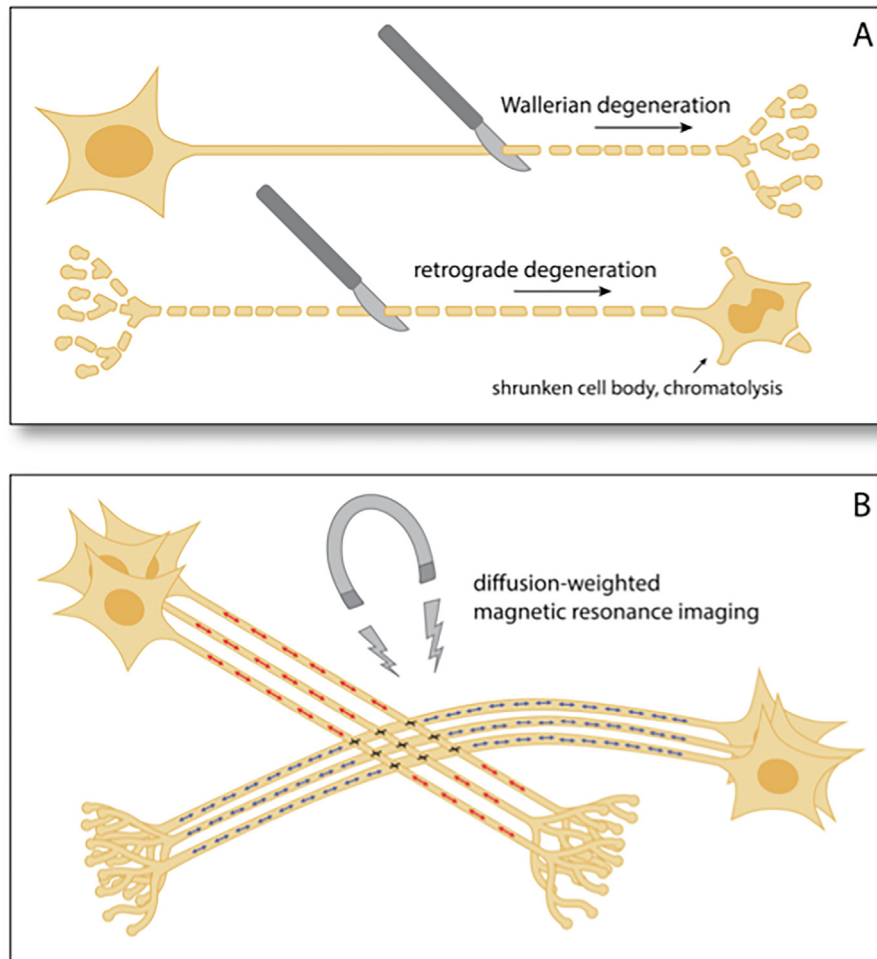 A
Wallerian degeneration
retrograde degeneration
shrunken cell body, chromatolysis
B
diffusion-weighted
magnetic resonance imaging